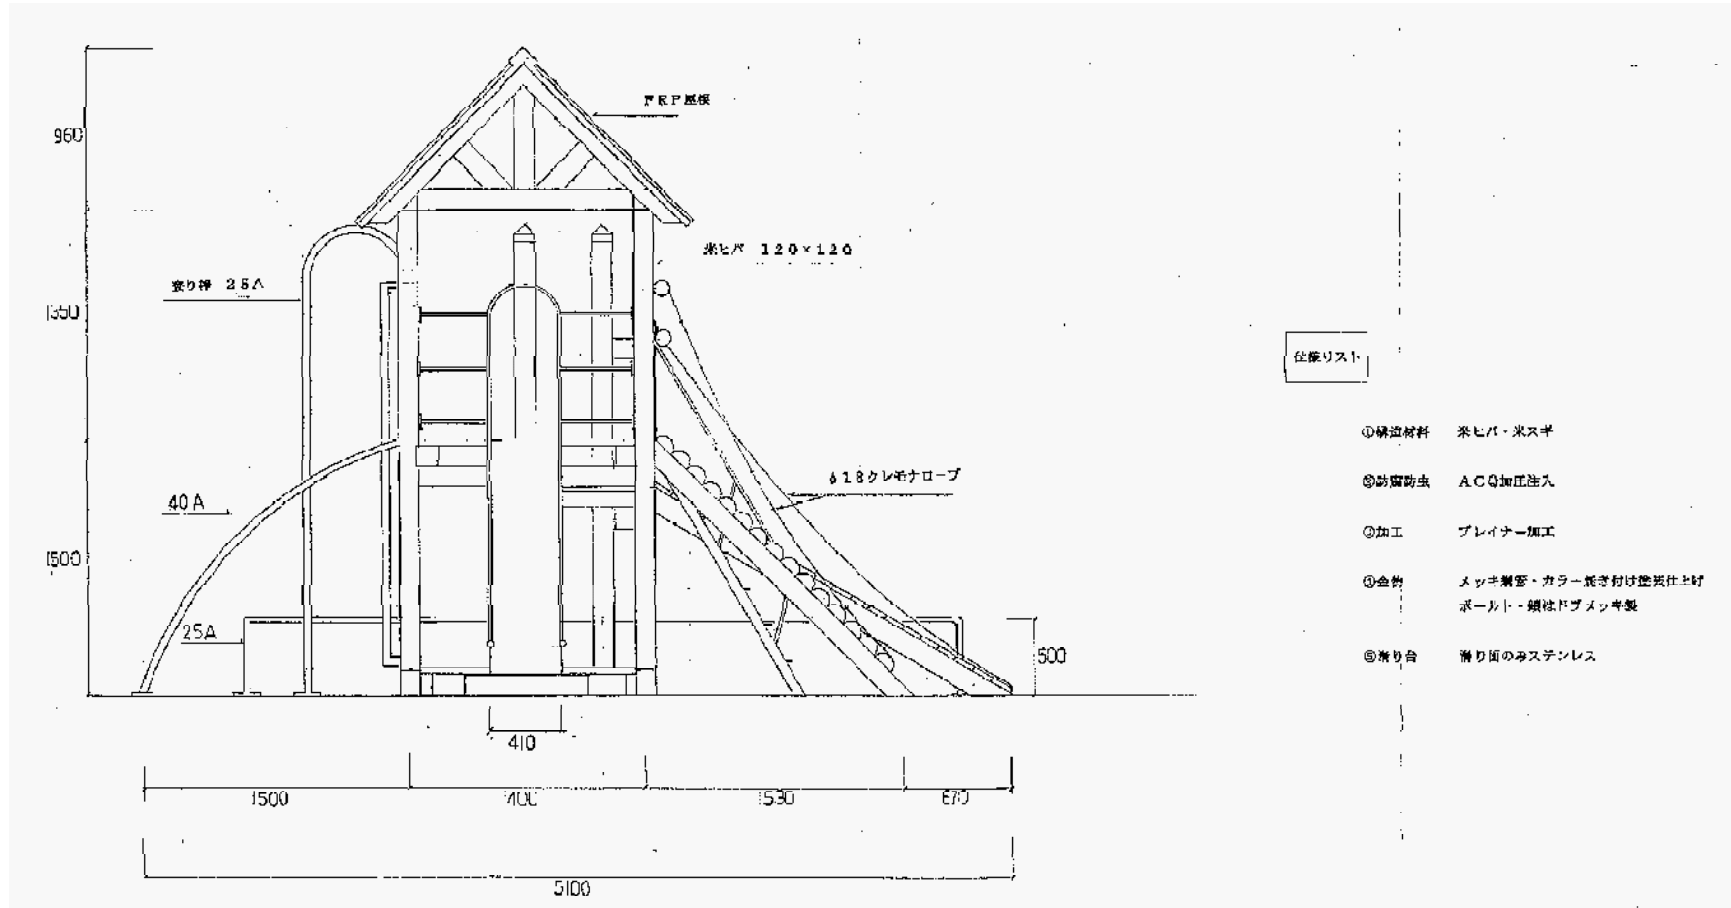 960
FRP屋根
米ヒバ 120×120
登り棒 25A
1350
仕様リスト
①構造材料 米ヒバ・米スギ
φ18クレモナロープ
②防腐防虫 ACQ加圧注入
40A
③加工 プレイナー加工
1500
④金物 メッキ鋼管・カラー焼き付け塗装仕上げ
ボールト・鎖はドブメッキ製
25A
500
⑤滑り台 滑り面のみステンレス
410
1500
1400
1530
670
5100